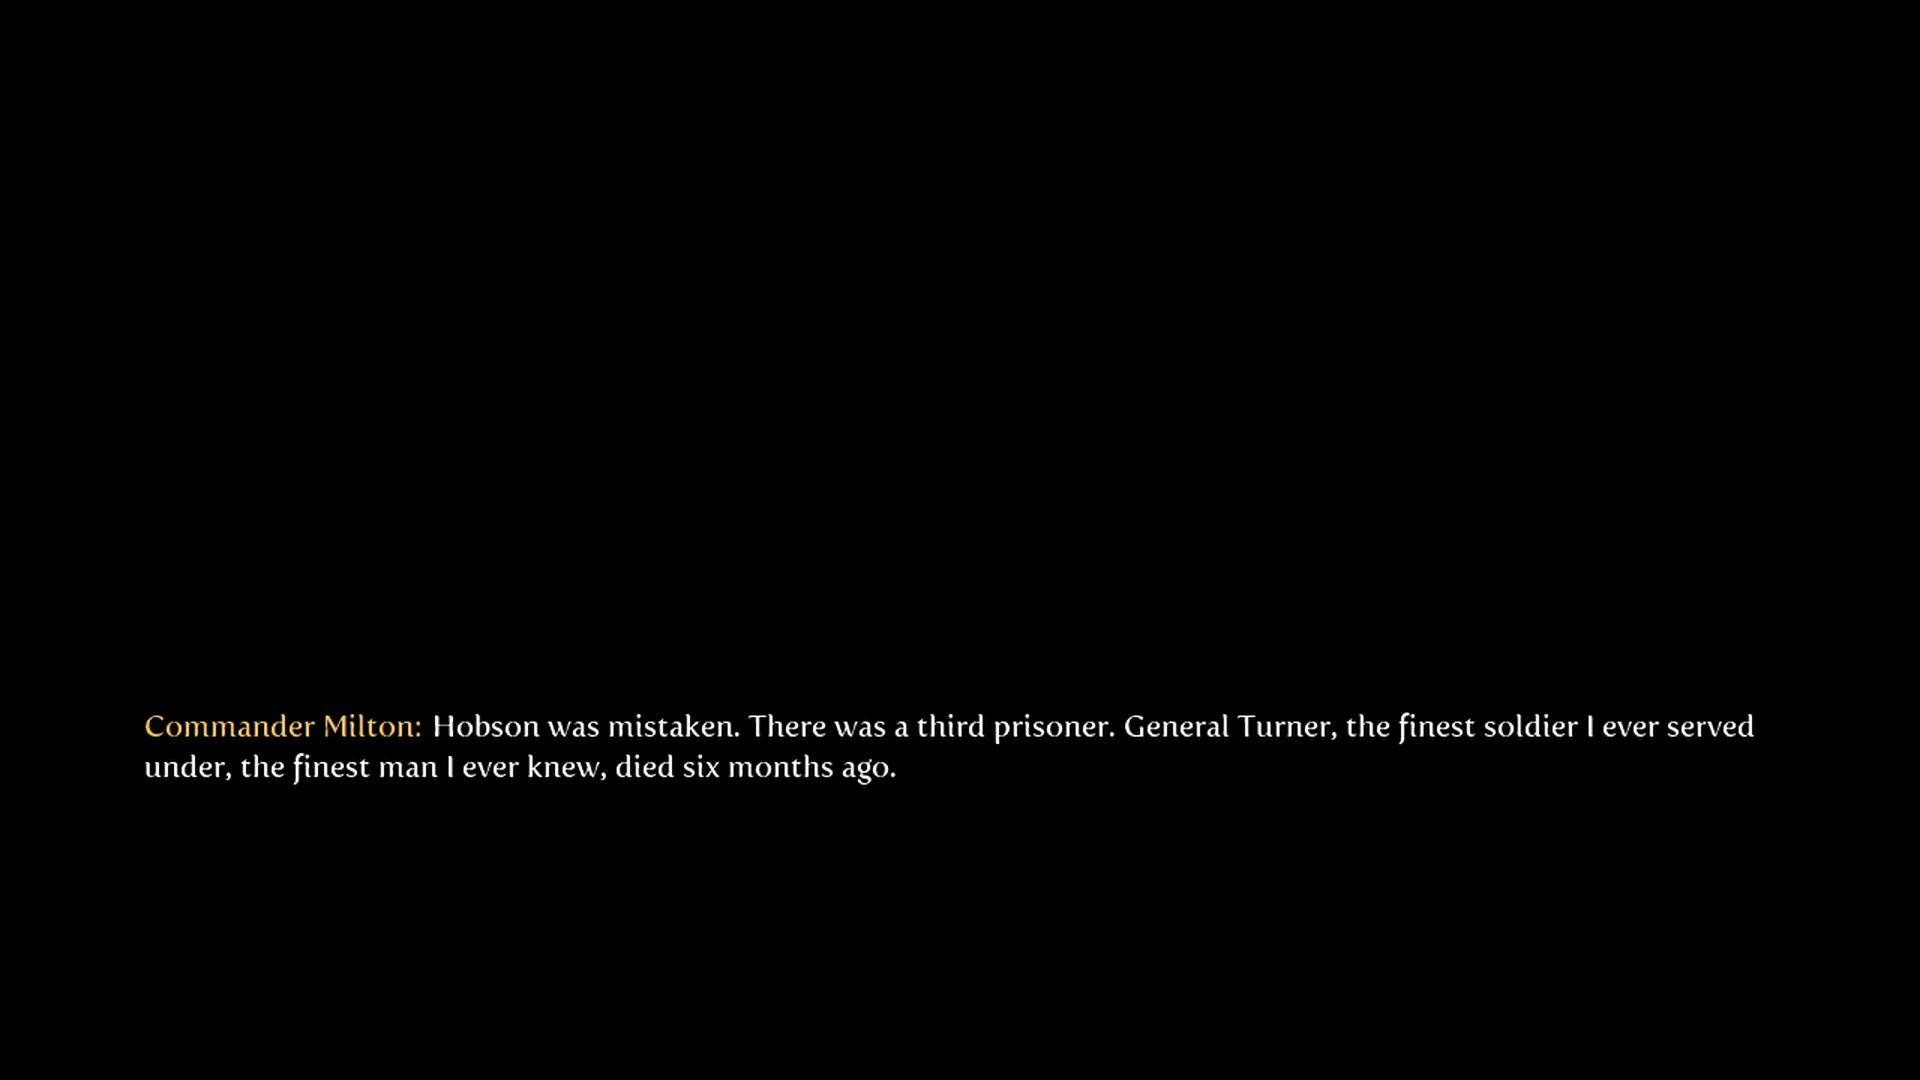 Commander Milton: Hobson was mistaken. There was a third prisoner. General Turner, the finest soldier I ever served
under, the finest man I ever knew, died six months ago.